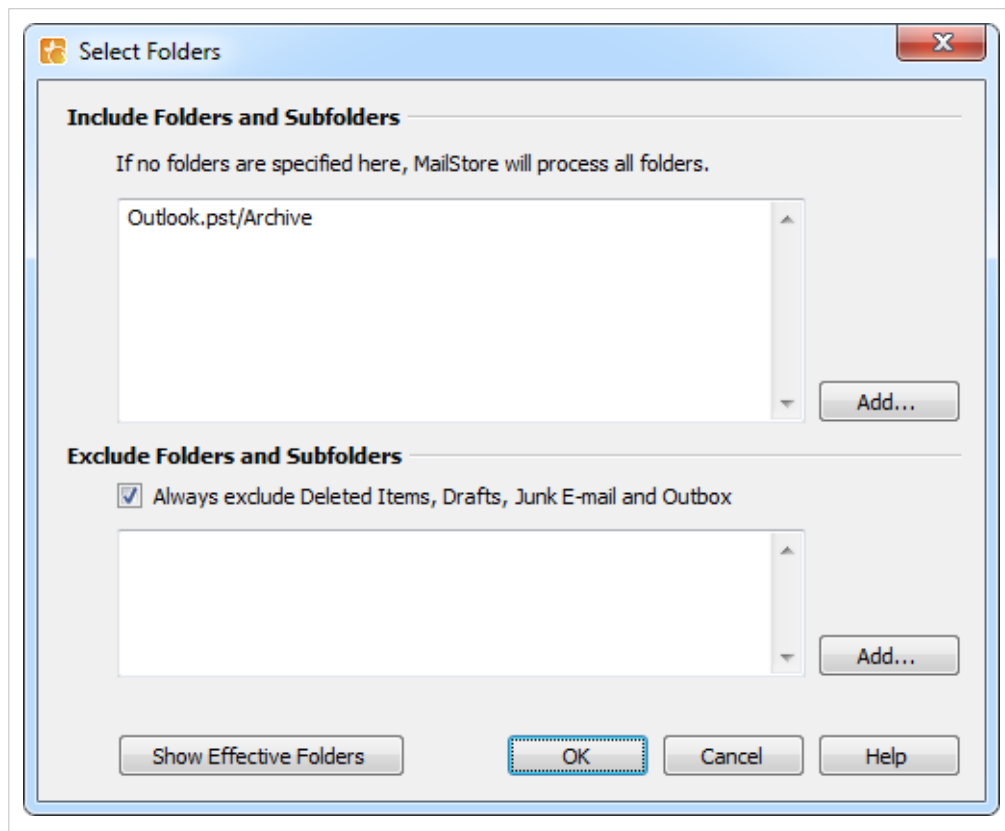 Select Folders
Include Folders and Subfolders
If no folders are specified here, MailStore will process all folders.
Outlook.pst/Archive
Add...
Exclude Folders and Subfolders
Always exclude Deleted Items, Drafts, Junk E-mail and Outbox
Add...
Show Effective Folders OK Cancel Help